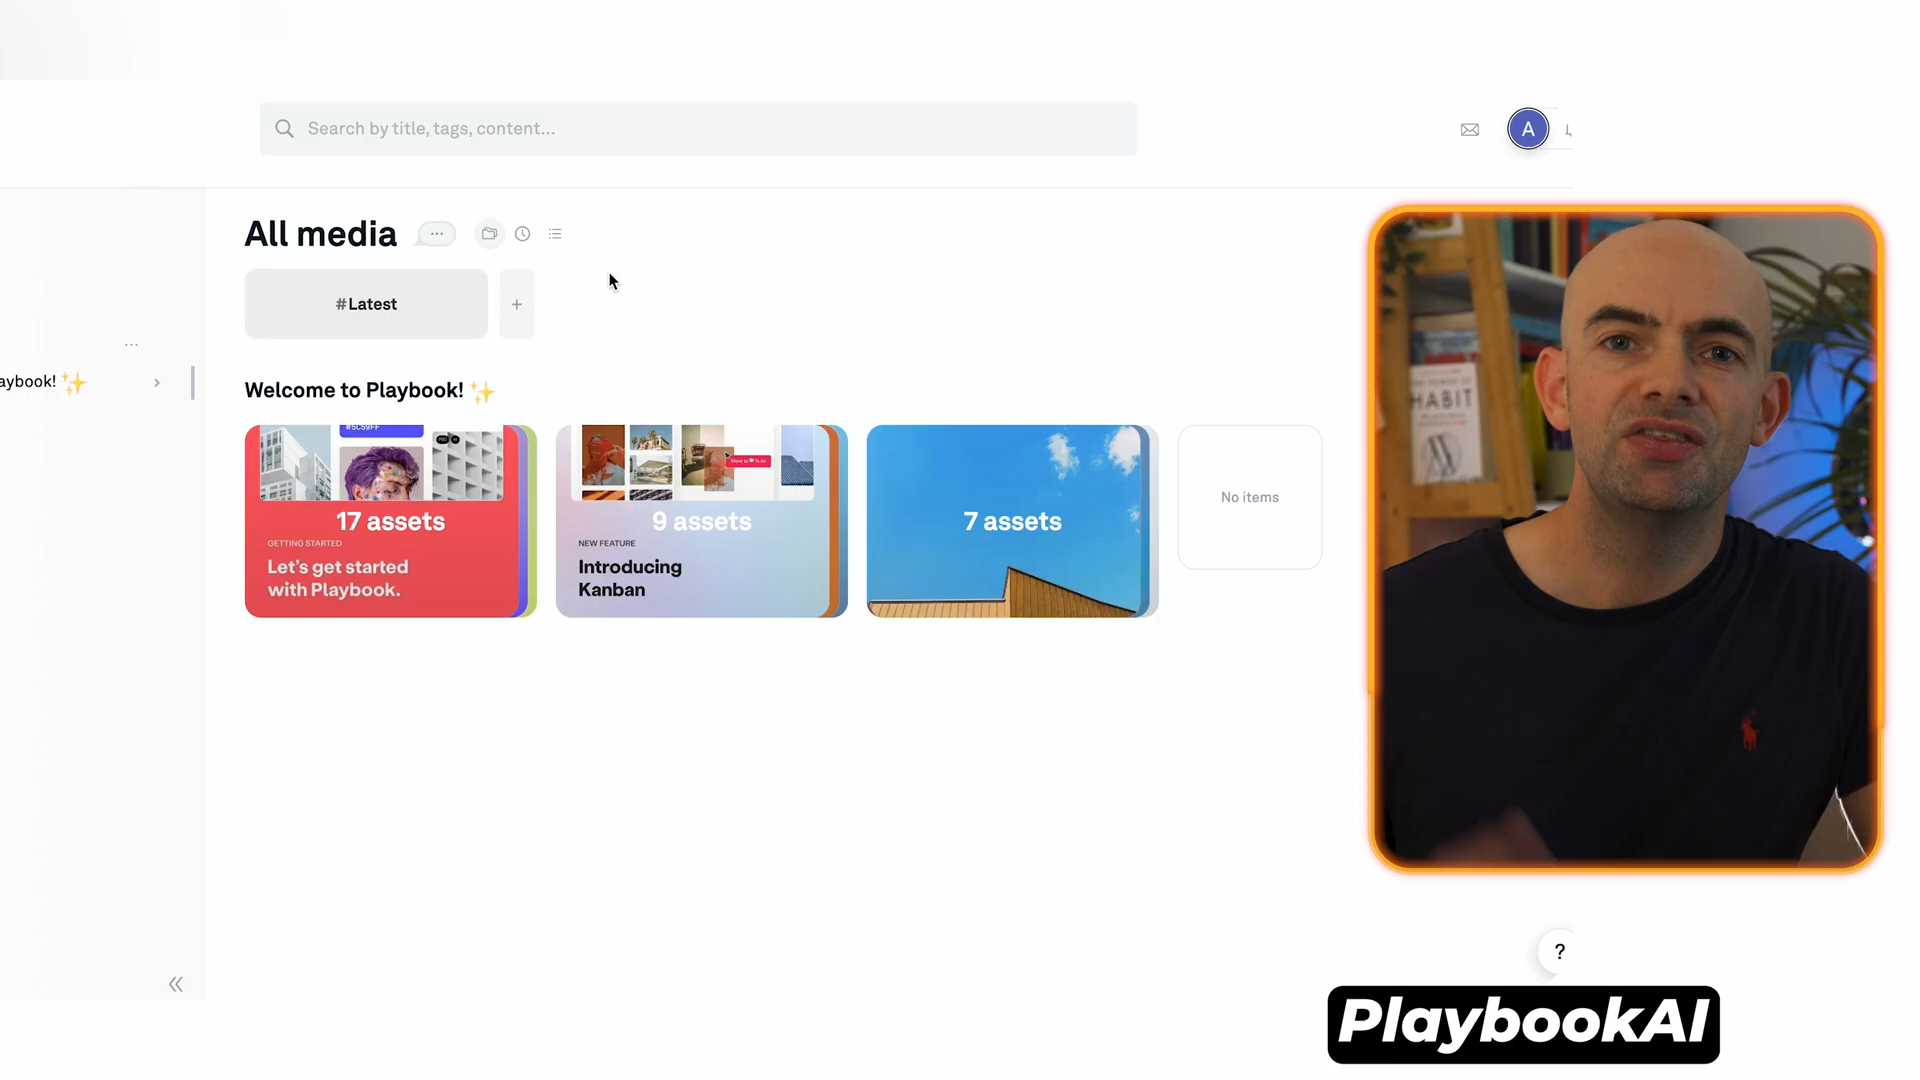 Search by title, tags, content...
A
All media
#Latest
+
aybook! ✨
Welcome to Playbook! ✨
#5C59FF
17 assets
GETTING STARTED
Let's get started
with Playbook.
9 assets
NEW FEATURE
Introducing
Kanban
7 assets
No items
HABIT
?
PlaybookAI